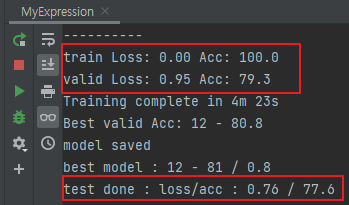 MyExpression
----------
train Loss: 0.00 Acc: 100.0
valid Loss: 0.95 Acc: 79.3
Training complete in 4m 23s
Best valid Acc: 12 - 80.8
model saved
best model : 12 - 81 / 0.8
test done : loss/acc : 0.76 / 77.6